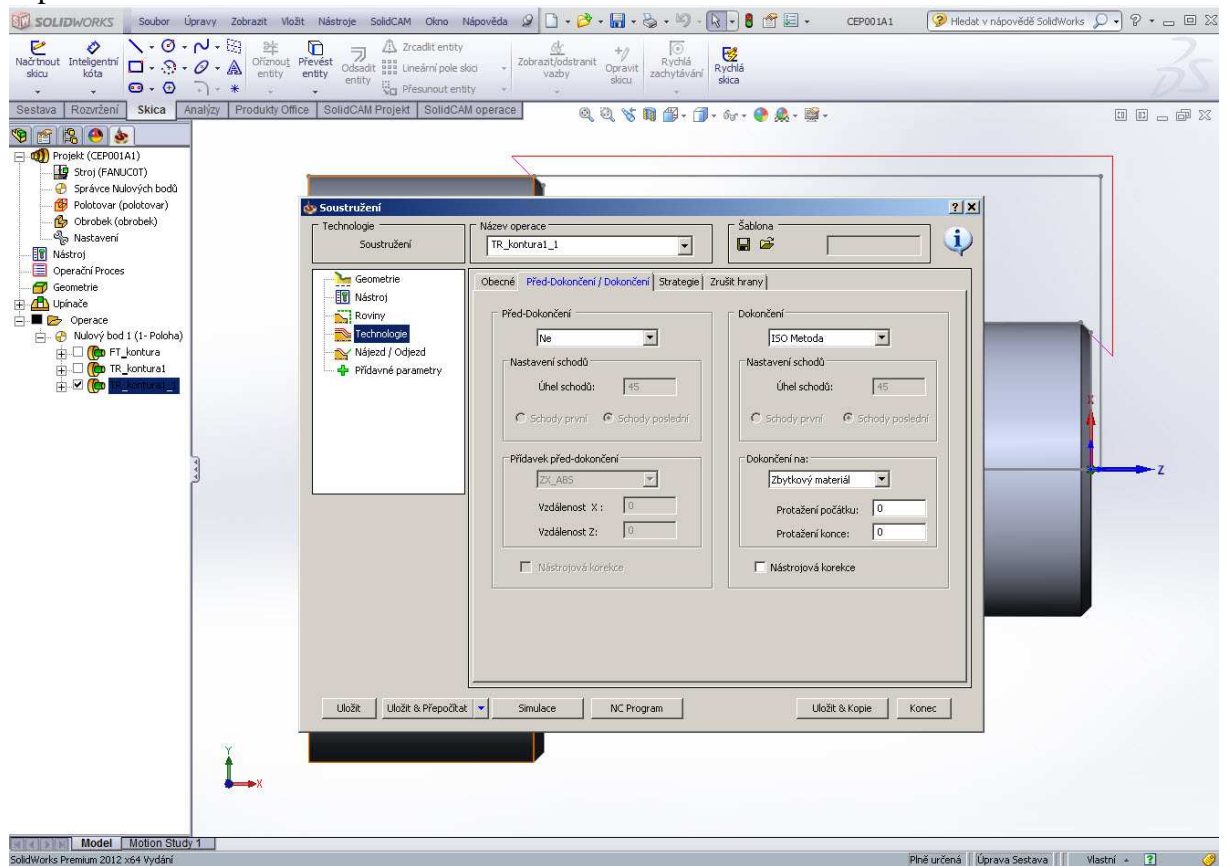 SOLIDWORKS Soubor Úpravy Zobrazit Vložit Nástroje SolidCAM Okno Nápověda CEP001A1 Hledat v nápovědě SolidWorks
Načrtnout skicu
Inteligentní kóta
Oříznout entity
Převést entity
Odsadit entity
Zrcadlit entity
Lineární pole skici
Přesunout entity
Zobrazit/odstranit vazby
Opravit skicu
Rychlá zachytávání
Rychlá skica
Sestava Rozvržení Skica Analýzy Produkty Office SolidCAM Projekt SolidCAM operace
Projekt (CEP001A1)
Stroj (FANUC0T)
Správce Nulových bodů
Polotovar (polotovar)
Obrobek (obrobek)
Nastavení
Nástroj
Operační Proces
Geometrie
Upínače
Operace
Nulový bod 1 (1- Poloha)
FT_kontura
TR_kontura1
TR_kontura1_1
Soustružení
Technologie
Soustružení
Název operace
TR_kontura1_1
Šablona
Geometrie
Nástroj
Roviny
Technologie
Nájezd / Odjezd
Přídavné parametry
Obecné Před-Dokončení / Dokončení Strategie Zrušit hrany
Před-Dokončení
Ne
Nastavení schodů
Úhel schodů: 45
Schody první Schody poslední
Přídavek před-dokončení
ZX_ABS
Vzdálenost X : 0
Vzdálenost Z: 0
Nástrojová korekce
Dokončení
ISO Metoda
Nastavení schodů
Úhel schodů: 45
Schody první Schody poslední
Dokončení na:
Zbytkový materiál
Protažení počátku: 0
Protažení konce: 0
Nástrojová korekce
Uložit Uložit & Přepočítat Simulace NC Program Uložit & Kopie Konec
X
Z
Y
X
Model Motion Study 1
SolidWorks Premium 2012 x64 Vydání Plně určená Úprava Sestava Vlastní